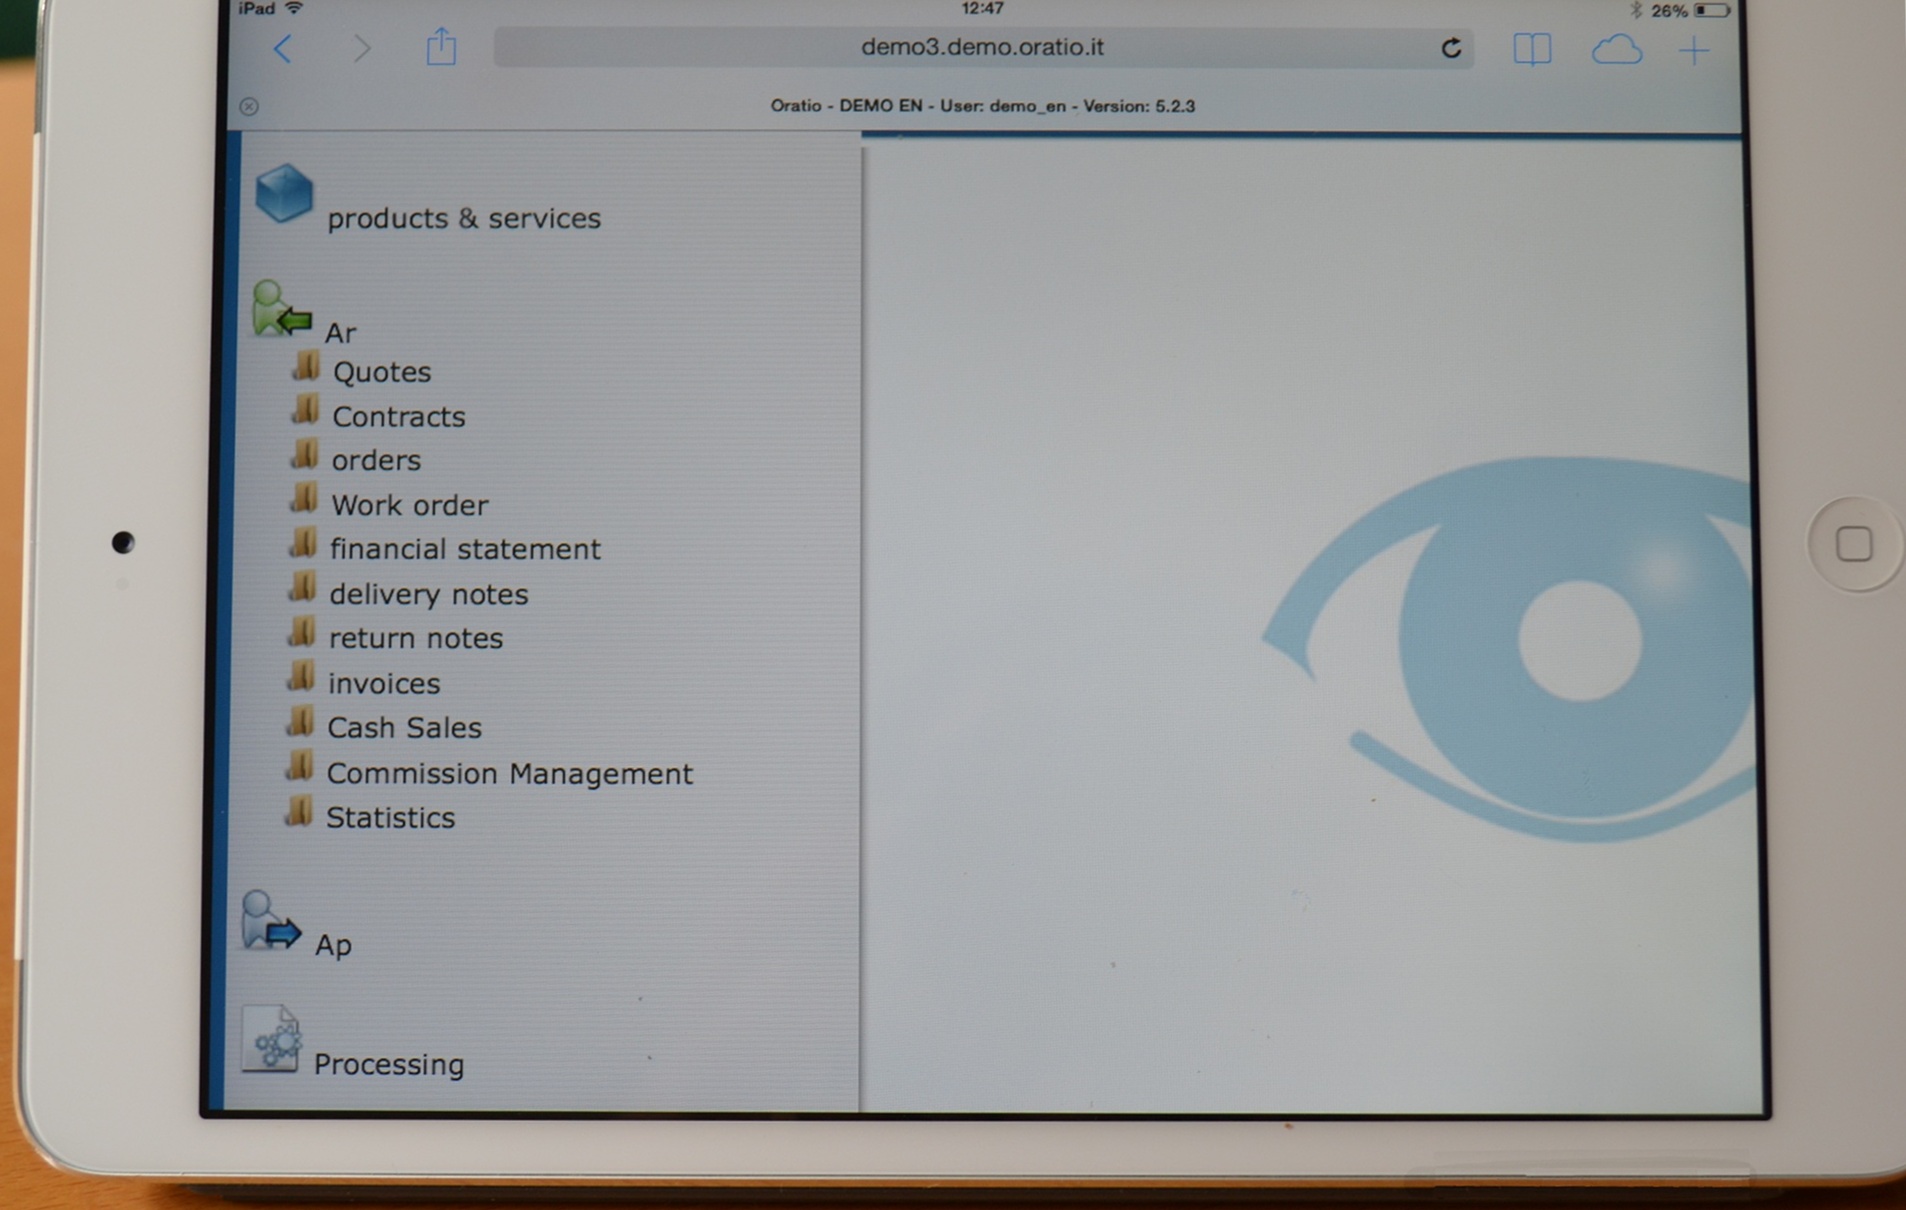 iPad
12:47
26%
demo3.demo.oratio.it
Oratio - DEMO EN - User: demo_en - Version: 5.2.3
products & services
Ar
Quotes
Contracts
orders
Work order
financial statement
delivery notes
return notes
invoices
Cash Sales
Commission Management
Statistics
Ap
Processing